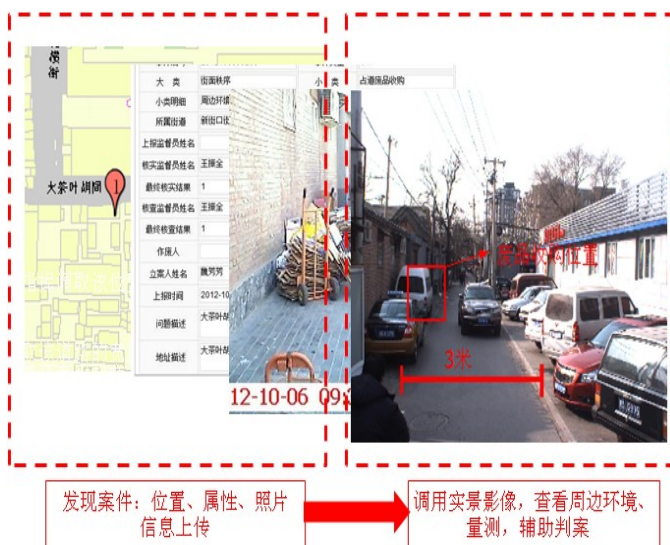 大 类
街面秩序
小 类
占道废品收购
小类明细
周边环境
所属街道
新街口街
上报监督员姓名
核实监督员姓名
王振全
最终核实结果
1
核查监督员姓名
王振全
最终核查结果
1
作废人
立案人姓名
魏芳芳
上报时间
2012-10
问题描述
大茶叶胡
地址描述
大茶叶胡
大茶叶胡同
1
12-10-06 09:
废品收购位置
3米
发现案件：位置、属性、照片
信息上传
调用实景影像，查看周边环境、
量测，辅助判案